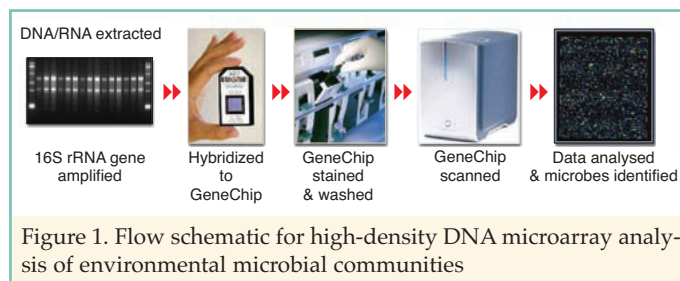 DNA/RNA extracted
16S rRNA gene
amplified
Hybridized
to
GeneChip
GeneChip
stained
& washed
GeneChip
scanned
Data analysed
& microbes identified
Figure 1. Flow schematic for high-density DNA microarray analy-
sis of environmental microbial communities